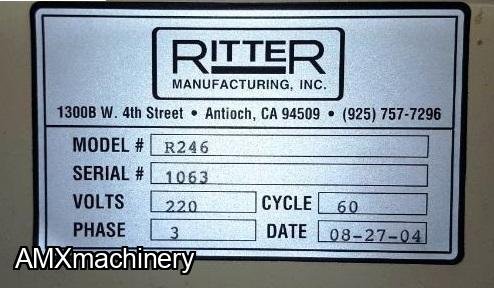 RITTER
MANUFACTURING, INC.
1300B W. 4th Street • Antioch, CA 94509 • (925) 757-7296
MODEL # R246
SERIAL # 1063
VOLTS 220 CYCLE 60
PHASE 3 DATE 08-27-04
AMXmachinery